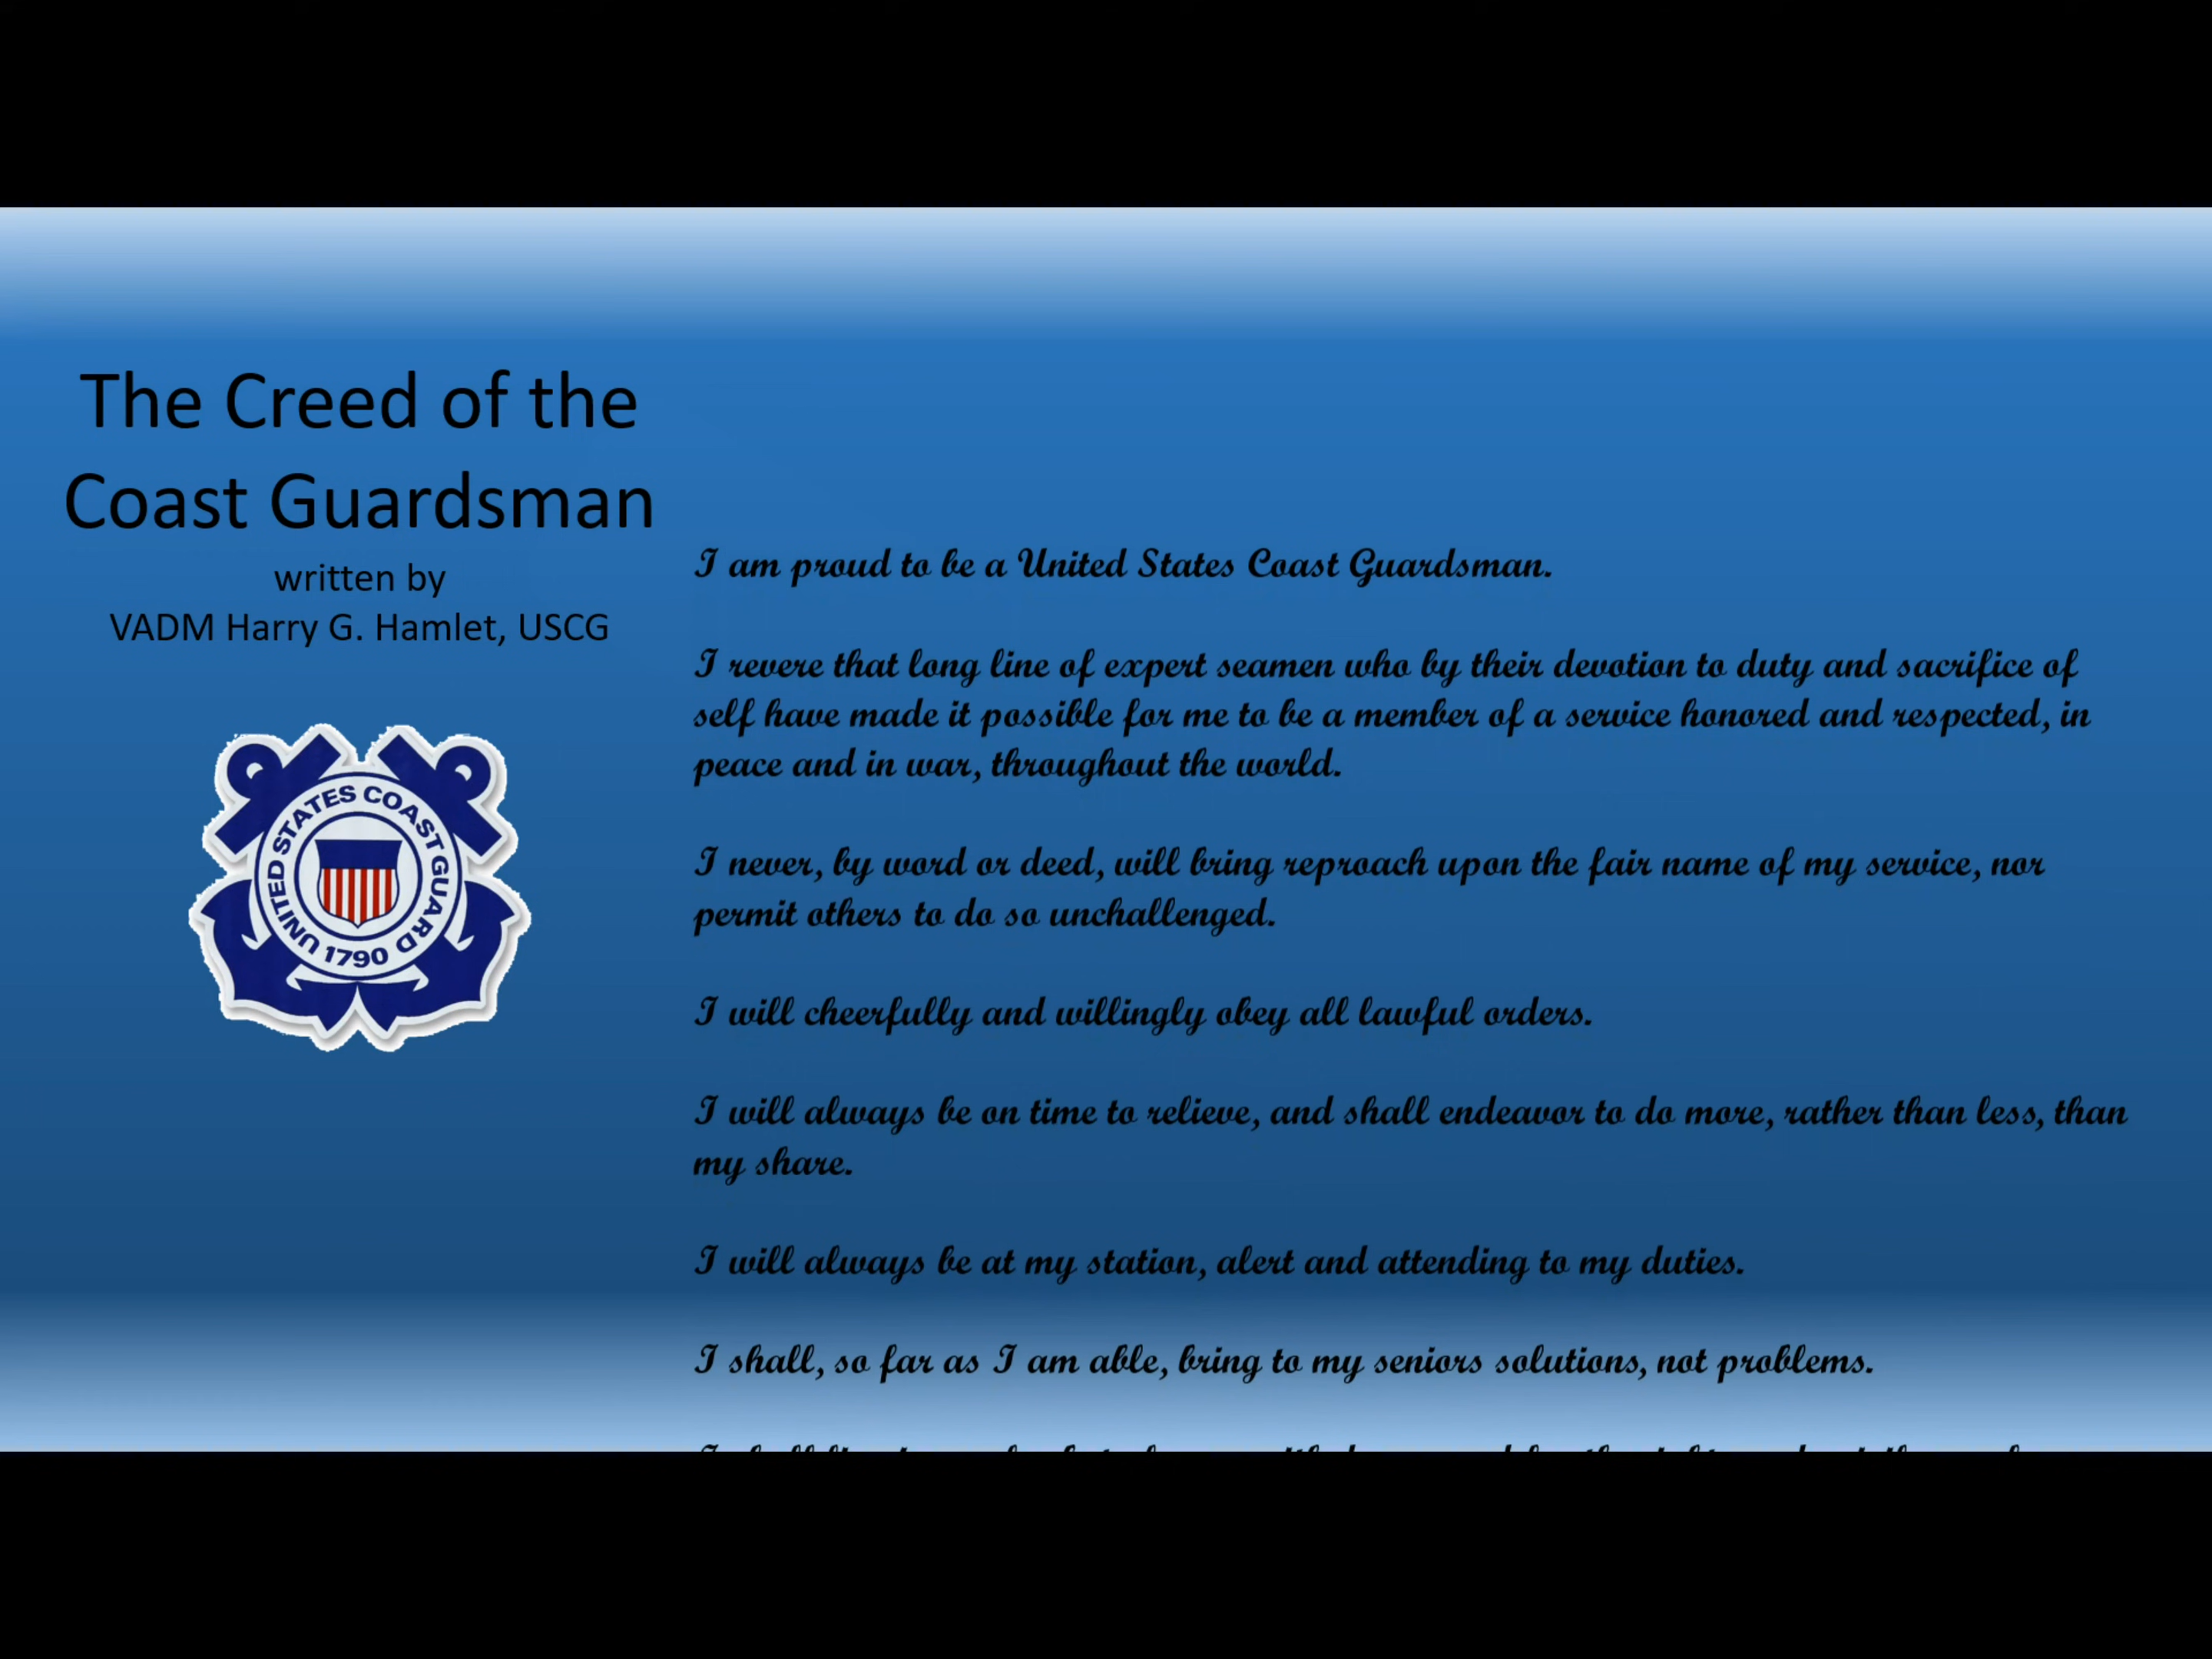 The Creed of the
Coast Guardsman
written by
VADM Harry G. Hamlet, USCG
UNITED STATES COAST GUARD
1790
I am proud to be a United States Coast Guardsman.
I revere that long line of expert seamen who by their devotion to duty and sacrifice of
self have made it possible for me to be a member of a service honored and respected, in
peace and in war, throughout the world.
I never, by word or deed, will bring reproach upon the fair name of my service, nor
permit others to do so unchallenged.
I will cheerfully and willingly obey all lawful orders.
I will always be on time to relieve, and shall endeavor to do more, rather than less, than
my share.
I will always be at my station, alert and attending to my duties.
I shall, so far as I am able, bring to my seniors solutions, not problems.